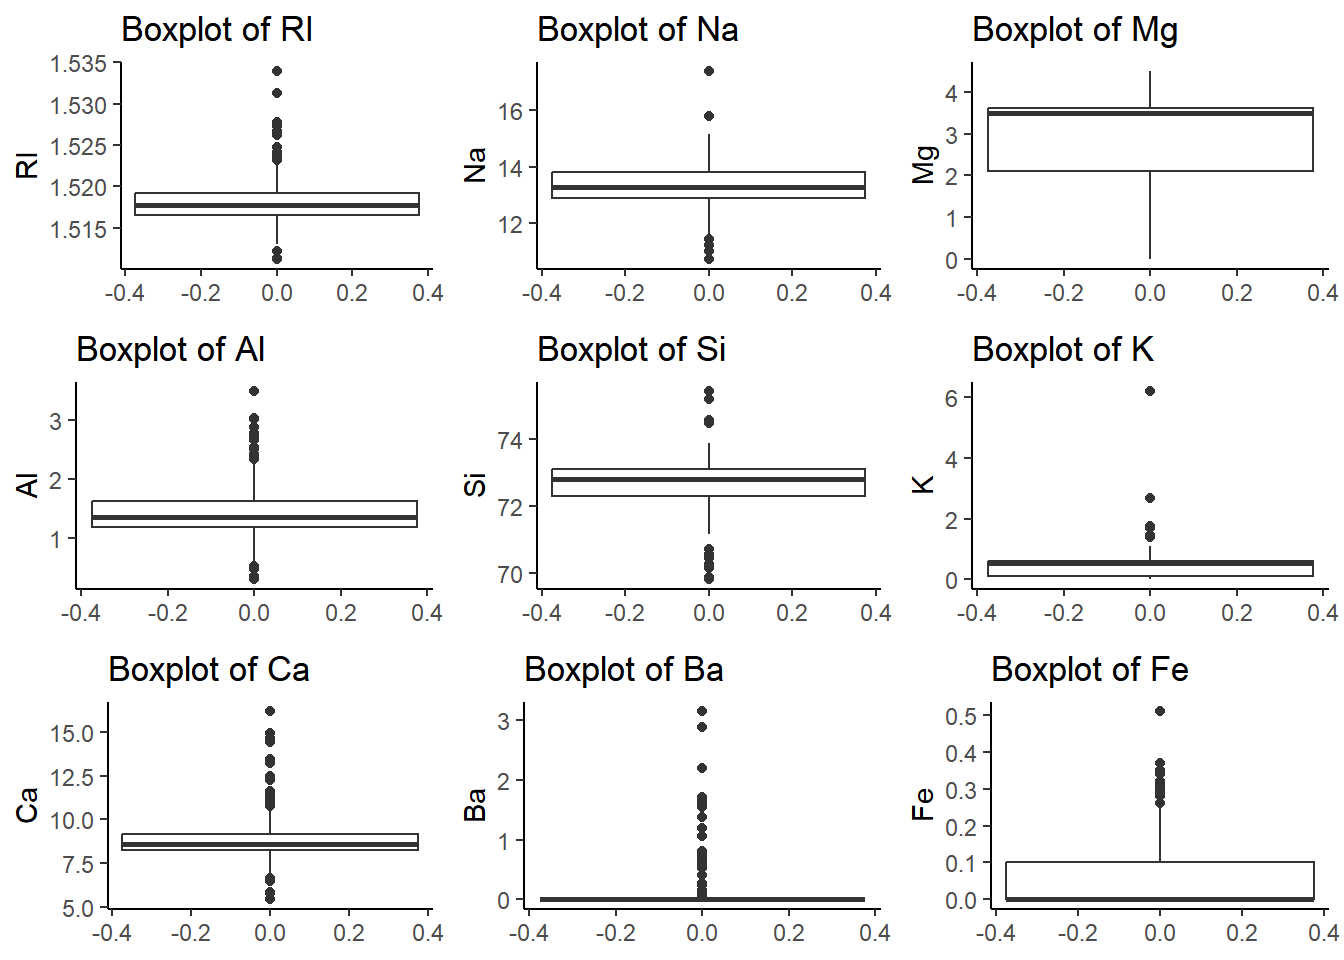 Boxplot of RI
1.535
1.530
1.525
1.520
1.515
RI
-0.4 -0.2 0.0 0.2 0.4
Boxplot of Na
16
14
12
Na
-0.4 -0.2 0.0 0.2 0.4
Boxplot of Mg
4
3
2
1
0
Mg
-0.4 -0.2 0.0 0.2 0.4
Boxplot of Al
3
2
1
Al
-0.4 -0.2 0.0 0.2 0.4
Boxplot of Si
74
72
70
Si
-0.4 -0.2 0.0 0.2 0.4
Boxplot of K
6
4
2
0
K
-0.4 -0.2 0.0 0.2 0.4
Boxplot of Ca
15.0
12.5
10.0
7.5
5.0
Ca
-0.4 -0.2 0.0 0.2 0.4
Boxplot of Ba
3
2
1
0
Ba
-0.4 -0.2 0.0 0.2 0.4
Boxplot of Fe
0.5
0.4
0.3
0.2
0.1
0.0
Fe
-0.4 -0.2 0.0 0.2 0.4